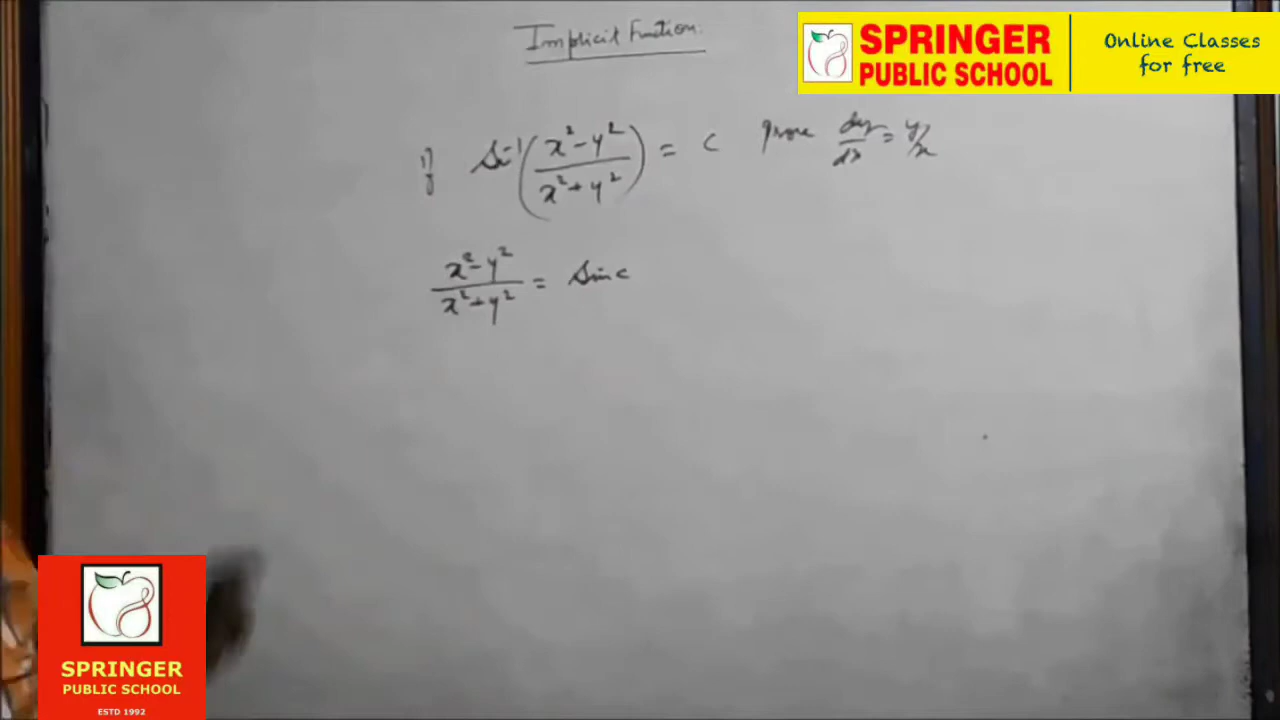 Implicit Function.
SPRINGER
PUBLIC SCHOOL
Online Classes
for free
if Sin⁻¹((x²-y²)/(x²+y²)) = c Prove dy/dx = y/x
(x²-y²)/(x²+y²) = Sin c
SPRINGER
PUBLIC SCHOOL
ESTD 1992